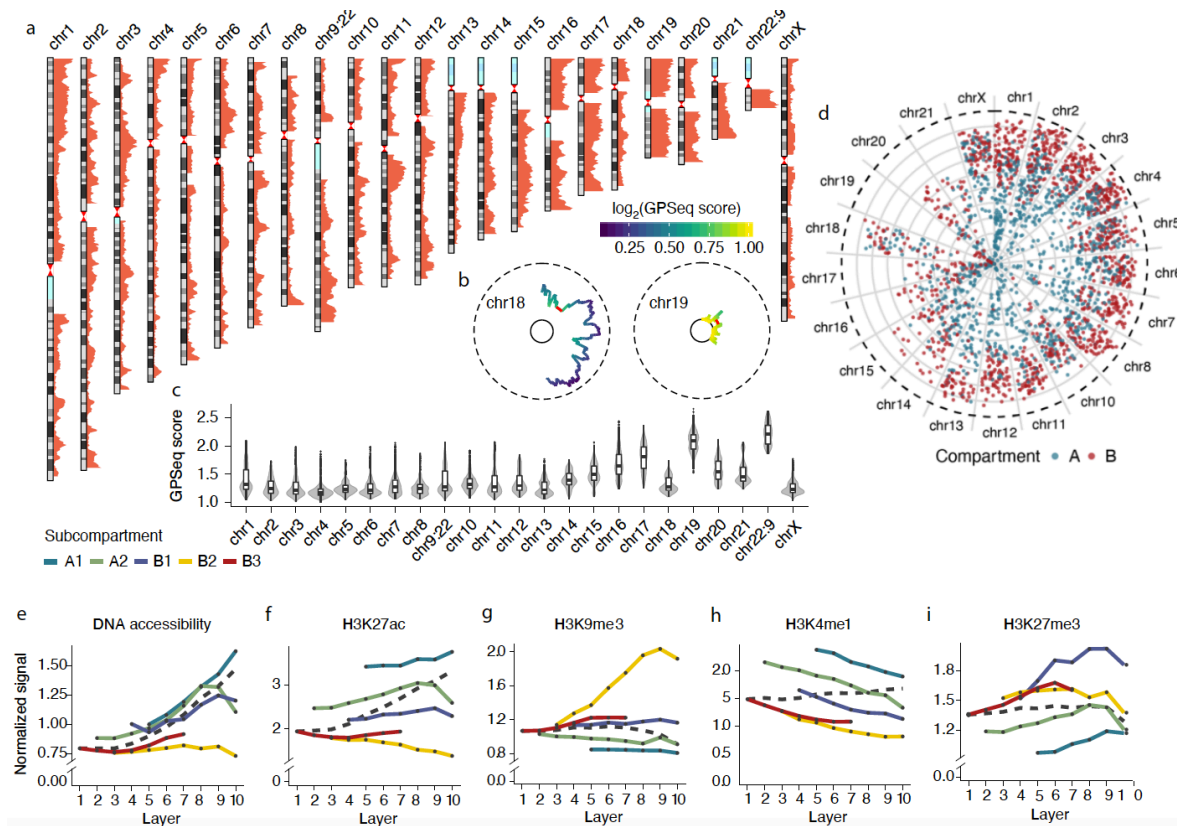 a
chr1 chr2 chr3 chr4 chr5 chr6 chr7 chr8 chr9:22 chr10 chr11 chr12 chr13 chr14 chr15 chr16 chr17 chr18 chr19 chr20 chr21 chr22:9 chrX
log2(GPSeq score)
0.25 0.50 0.75 1.00
b
chr18
chr19
d
chrX chr1 chr2 chr3 chr4 chr5 chr6 chr7 chr8 chr10 chr11 chr12 chr13 chr14 chr15 chr16 chr17 chr18 chr19 chr20 chr21
Compartment A B
c
GPSeq score
2.5
2.0
1.5
1.0
chr1 chr2 chr3 chr4 chr5 chr6 chr7 chr8 chr9:22 chr10 chr11 chr12 chr13 chr14 chr15 chr16 chr17 chr18 chr19 chr20 chr21 chr22:9 chrX
Subcompartment
A1 A2 B1 B2 B3
e
DNA accessibility
Normalized signal
1.50
1.25
1.00
0.75
0.00
1 2 3 4 5 6 7 8 9 10
Layer
f
H3K27ac
3
2
0
1 2 3 4 5 6 7 8 9 10
Layer
g
H3K9me3
2.0
1.6
1.2
0.8
0.0
1 2 3 4 5 6 7 8 9 10
Layer
h
H3K4me1
2.0
5
1.0
0.5
0.0
1 2 3 4 5 6 7 8 9 10
Layer
i
H3K27me3
1.8
1.5
1.2
0.0
1 2 3 4 5 6 7 8 9 1 0
Layer